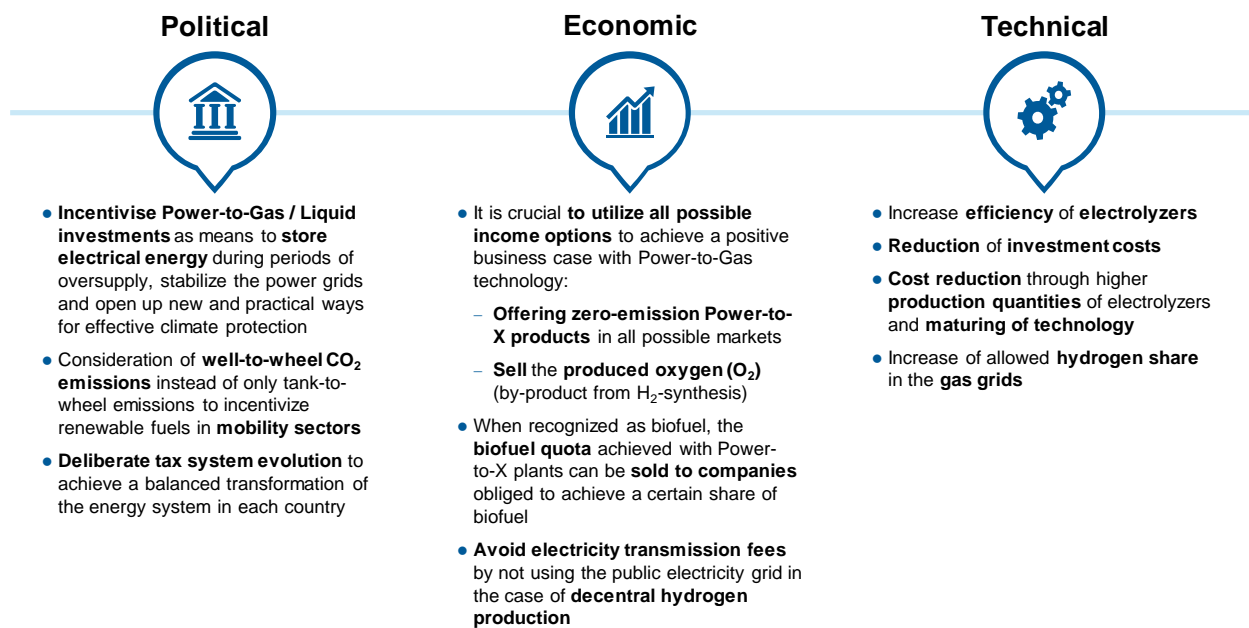 Political
● Incentivise Power-to-Gas / Liquid
investments as means to store
electrical energy during periods of
oversupply, stabilize the power grids
and open up new and practical ways
for effective climate protection
● Consideration of well-to-wheel CO₂
emissions instead of only tank-to-
wheel emissions to incentivize
renewable fuels in mobility sectors
● Deliberate tax system evolution to
achieve a balanced transformation of
the energy system in each country
Economic
● It is crucial to utilize all possible
income options to achieve a positive
business case with Power-to-Gas
technology:
– Offering zero-emission Power-to-
X products in all possible markets
– Sell the produced oxygen (O₂)
(by-product from H₂-synthesis)
● When recognized as biofuel, the
biofuel quota achieved with Power-
to-X plants can be sold to companies
obliged to achieve a certain share of
biofuel
● Avoid electricity transmission fees
by not using the public electricity grid in
the case of decentral hydrogen
production
Technical
● Increase efficiency of electrolyzers
● Reduction of investment costs
● Cost reduction through higher
production quantities of electrolyzers
and maturing of technology
● Increase of allowed hydrogen share
in the gas grids